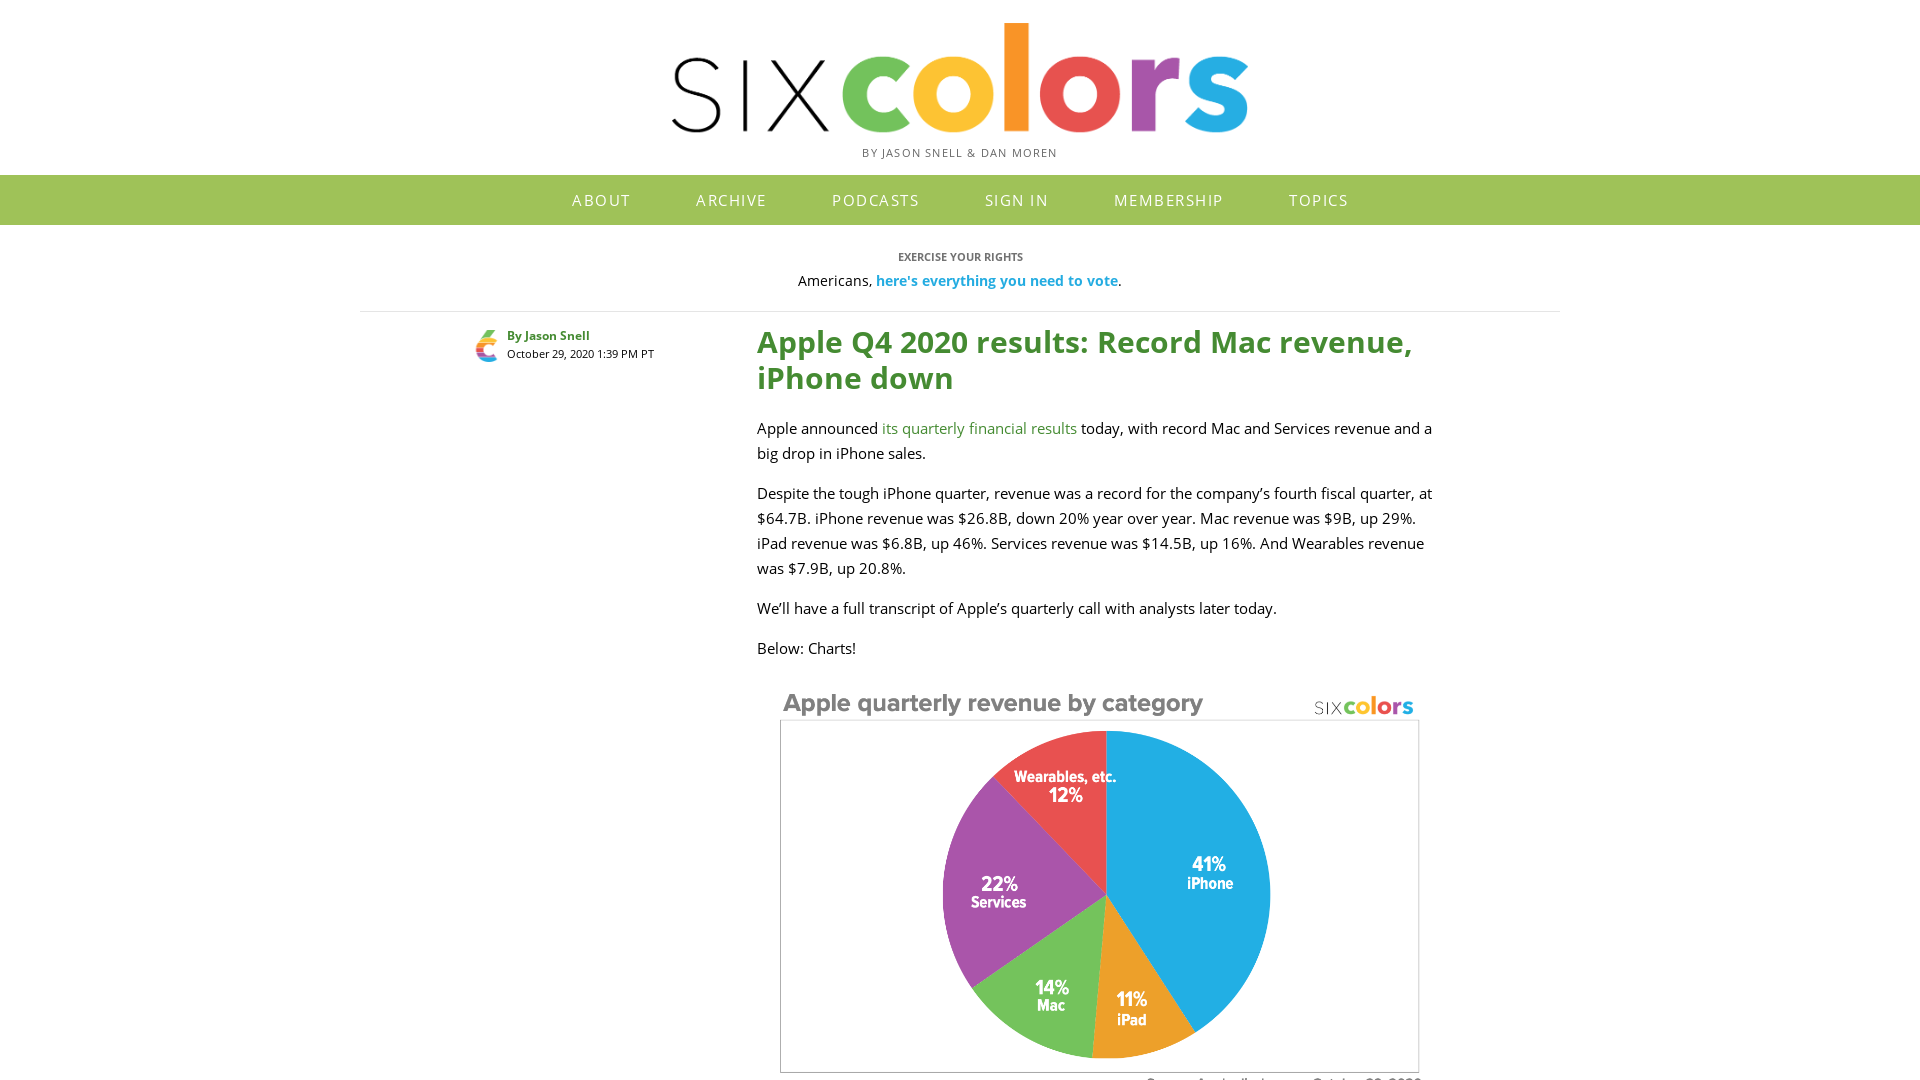 SIXcolors
BY JASON SNELL & DAN MOREN
ABOUT ARCHIVE PODCASTS SIGN IN MEMBERSHIP TOPICS
EXERCISE YOUR RIGHTS
Americans, here's everything you need to vote.
By Jason Snell
October 29, 2020 1:39 PM PT
Apple Q4 2020 results: Record Mac revenue,
iPhone down
Apple announced its quarterly financial results today, with record Mac and Services revenue and a
big drop in iPhone sales.
Despite the tough iPhone quarter, revenue was a record for the company’s fourth fiscal quarter, at
$64.7B. iPhone revenue was $26.8B, down 20% year over year. Mac revenue was $9B, up 29%.
iPad revenue was $6.8B, up 46%. Services revenue was $14.5B, up 16%. And Wearables revenue
was $7.9B, up 20.8%.
We’ll have a full transcript of Apple’s quarterly call with analysts later today.
Below: Charts!
Apple quarterly revenue by category
SIXcolors
Wearables, etc.
12%
41%
iPhone
22%
Services
14%
Mac
11%
iPad